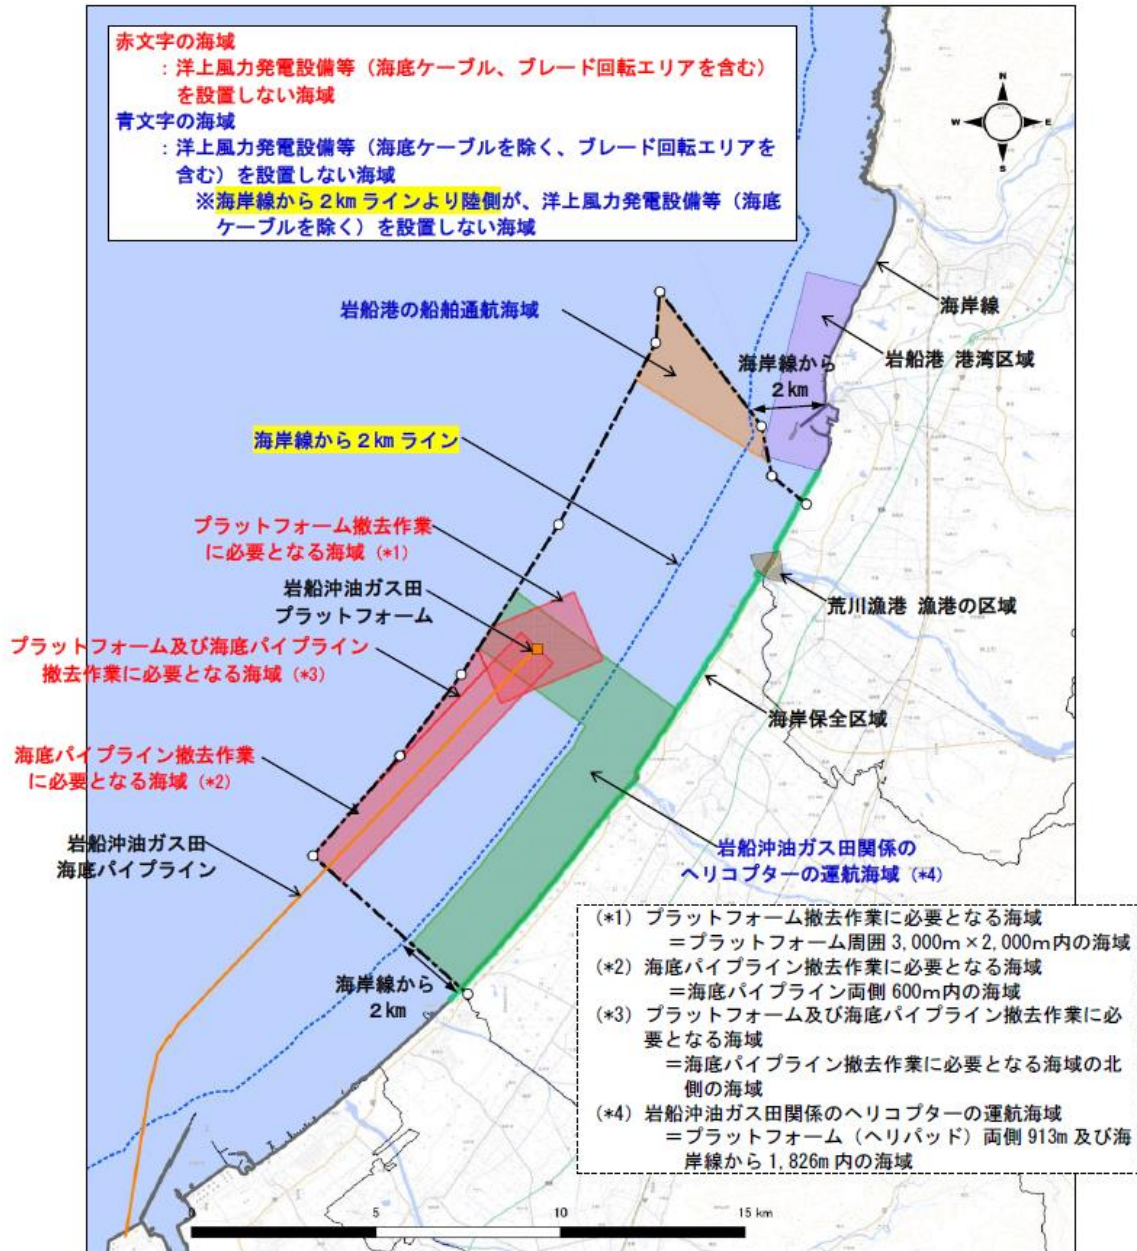 赤文字の海域
：洋上風力発電設備等（海底ケーブル、ブレード回転エリアを含む）
を設置しない海域
青文字の海域
：洋上風力発電設備等（海底ケーブルを除く、ブレード回転エリアを
含む）を設置しない海域
※海岸線から２kmラインより陸側が、洋上風力発電設備等（海底
ケーブルを除く）を設置しない海域
N
W
E
S
岩船港の船舶通航海域
海岸線
岩船港 港湾区域
海岸線から
２km
海岸線から２kmライン
プラットフォーム撤去作業
に必要となる海域 (*1)
岩船沖油ガス田
プラットフォーム
荒川漁港 漁港の区域
プラットフォーム及び海底パイプライン
撤去作業に必要となる海域 (*3)
海岸保全区域
海底パイプライン撤去作業
に必要となる海域 (*2)
岩船沖油ガス田
海底パイプライン
岩船沖油ガス田関係の
ヘリコプターの運航海域 (*4)
海岸線から
２km
(*1) プラットフォーム撤去作業に必要となる海域
＝プラットフォーム周囲 3,000ｍ×2,000ｍ内の海域
(*2) 海底パイプライン撤去作業に必要となる海域
＝海底パイプライン両側 600ｍ内の海域
(*3) プラットフォーム及び海底パイプライン撤去作業に必
要となる海域
＝海底パイプライン撤去作業に必要となる海域の北
側の海域
(*4) 岩船沖油ガス田関係のヘリコプターの運航海域
＝プラットフォーム（ヘリパッド）両側 913m 及び海
岸線から 1,826m 内の海域
0 5 10 15 km